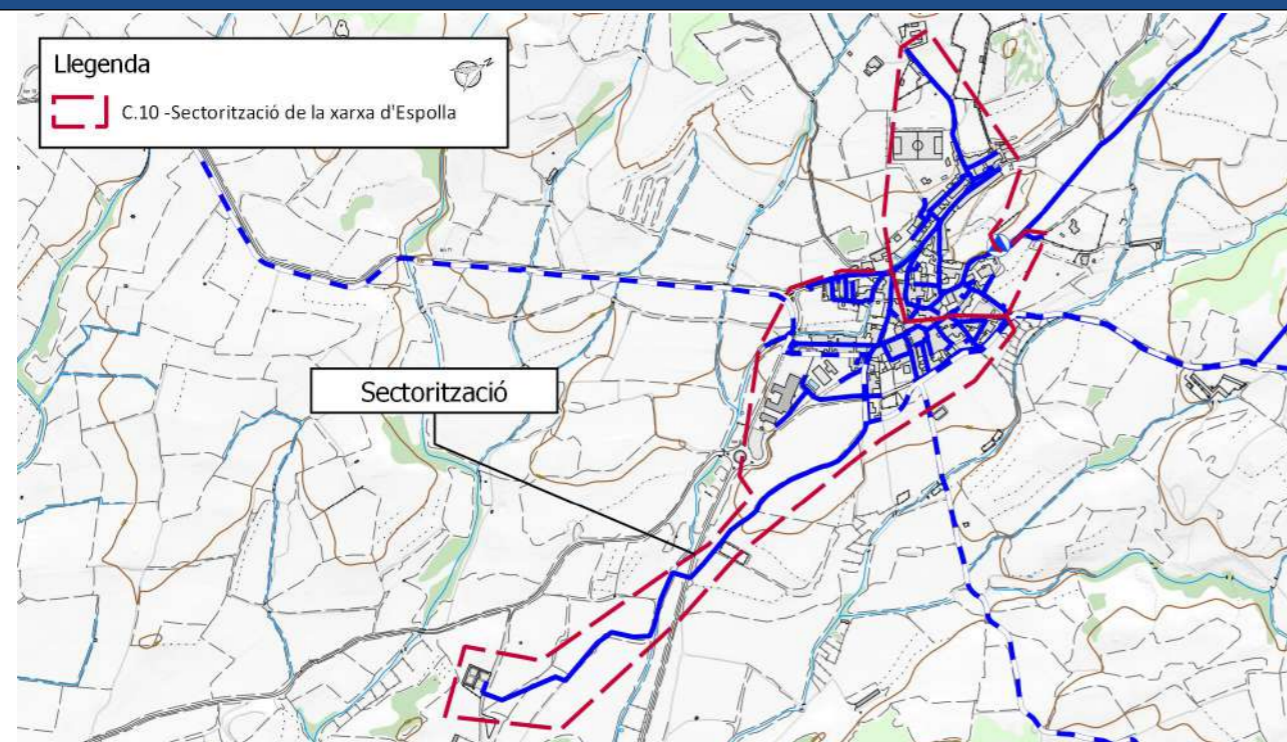 Llegenda
Z
C.10 -Sectorització de la xarxa d'Espolla
Sectorització